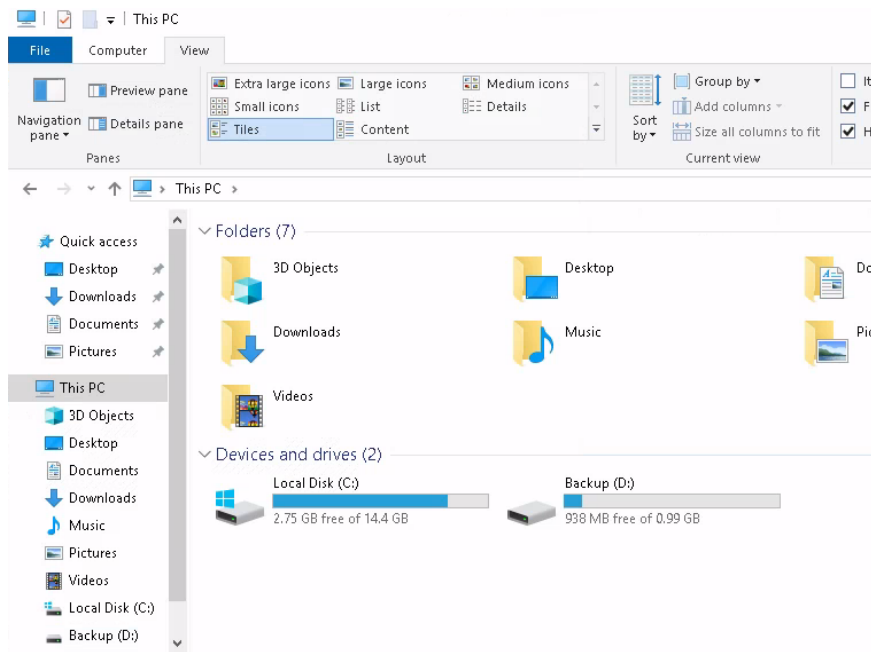 This PC
File Computer View
Preview pane Extra large icons Large icons Medium icons Group by
Small icons List Details Add columns
Navigation pane Details pane Tiles Content Sort by Size all columns to fit
Panes Layout Current view
This PC
Quick access
Desktop
Downloads
Documents
Pictures
This PC
3D Objects
Desktop
Documents
Downloads
Music
Pictures
Videos
Local Disk (C:)
Backup (D:)
Folders (7)
3D Objects Desktop
Downloads Music
Videos
Devices and drives (2)
Local Disk (C:) Backup (D:)
2.75 GB free of 14.4 GB 938 MB free of 0.99 GB